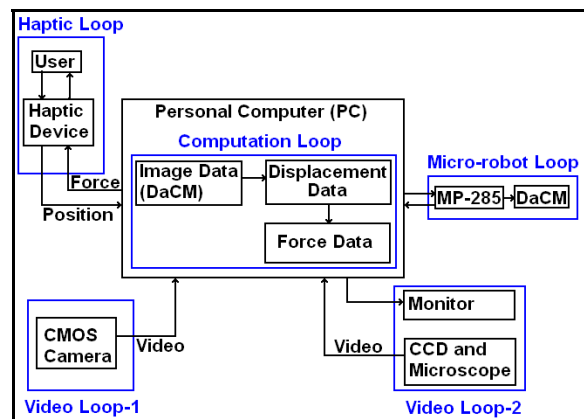 Haptic Loop
User
Haptic
Device
Force
Position
Personal Computer (PC)
Computation Loop
Image Data
(DaCM)
Displacement
Data
Force Data
Micro-robot Loop
MP-285
DaCM
CMOS
Camera
Video
Video Loop-1
Monitor
Video
CCD and
Microscope
Video Loop-2